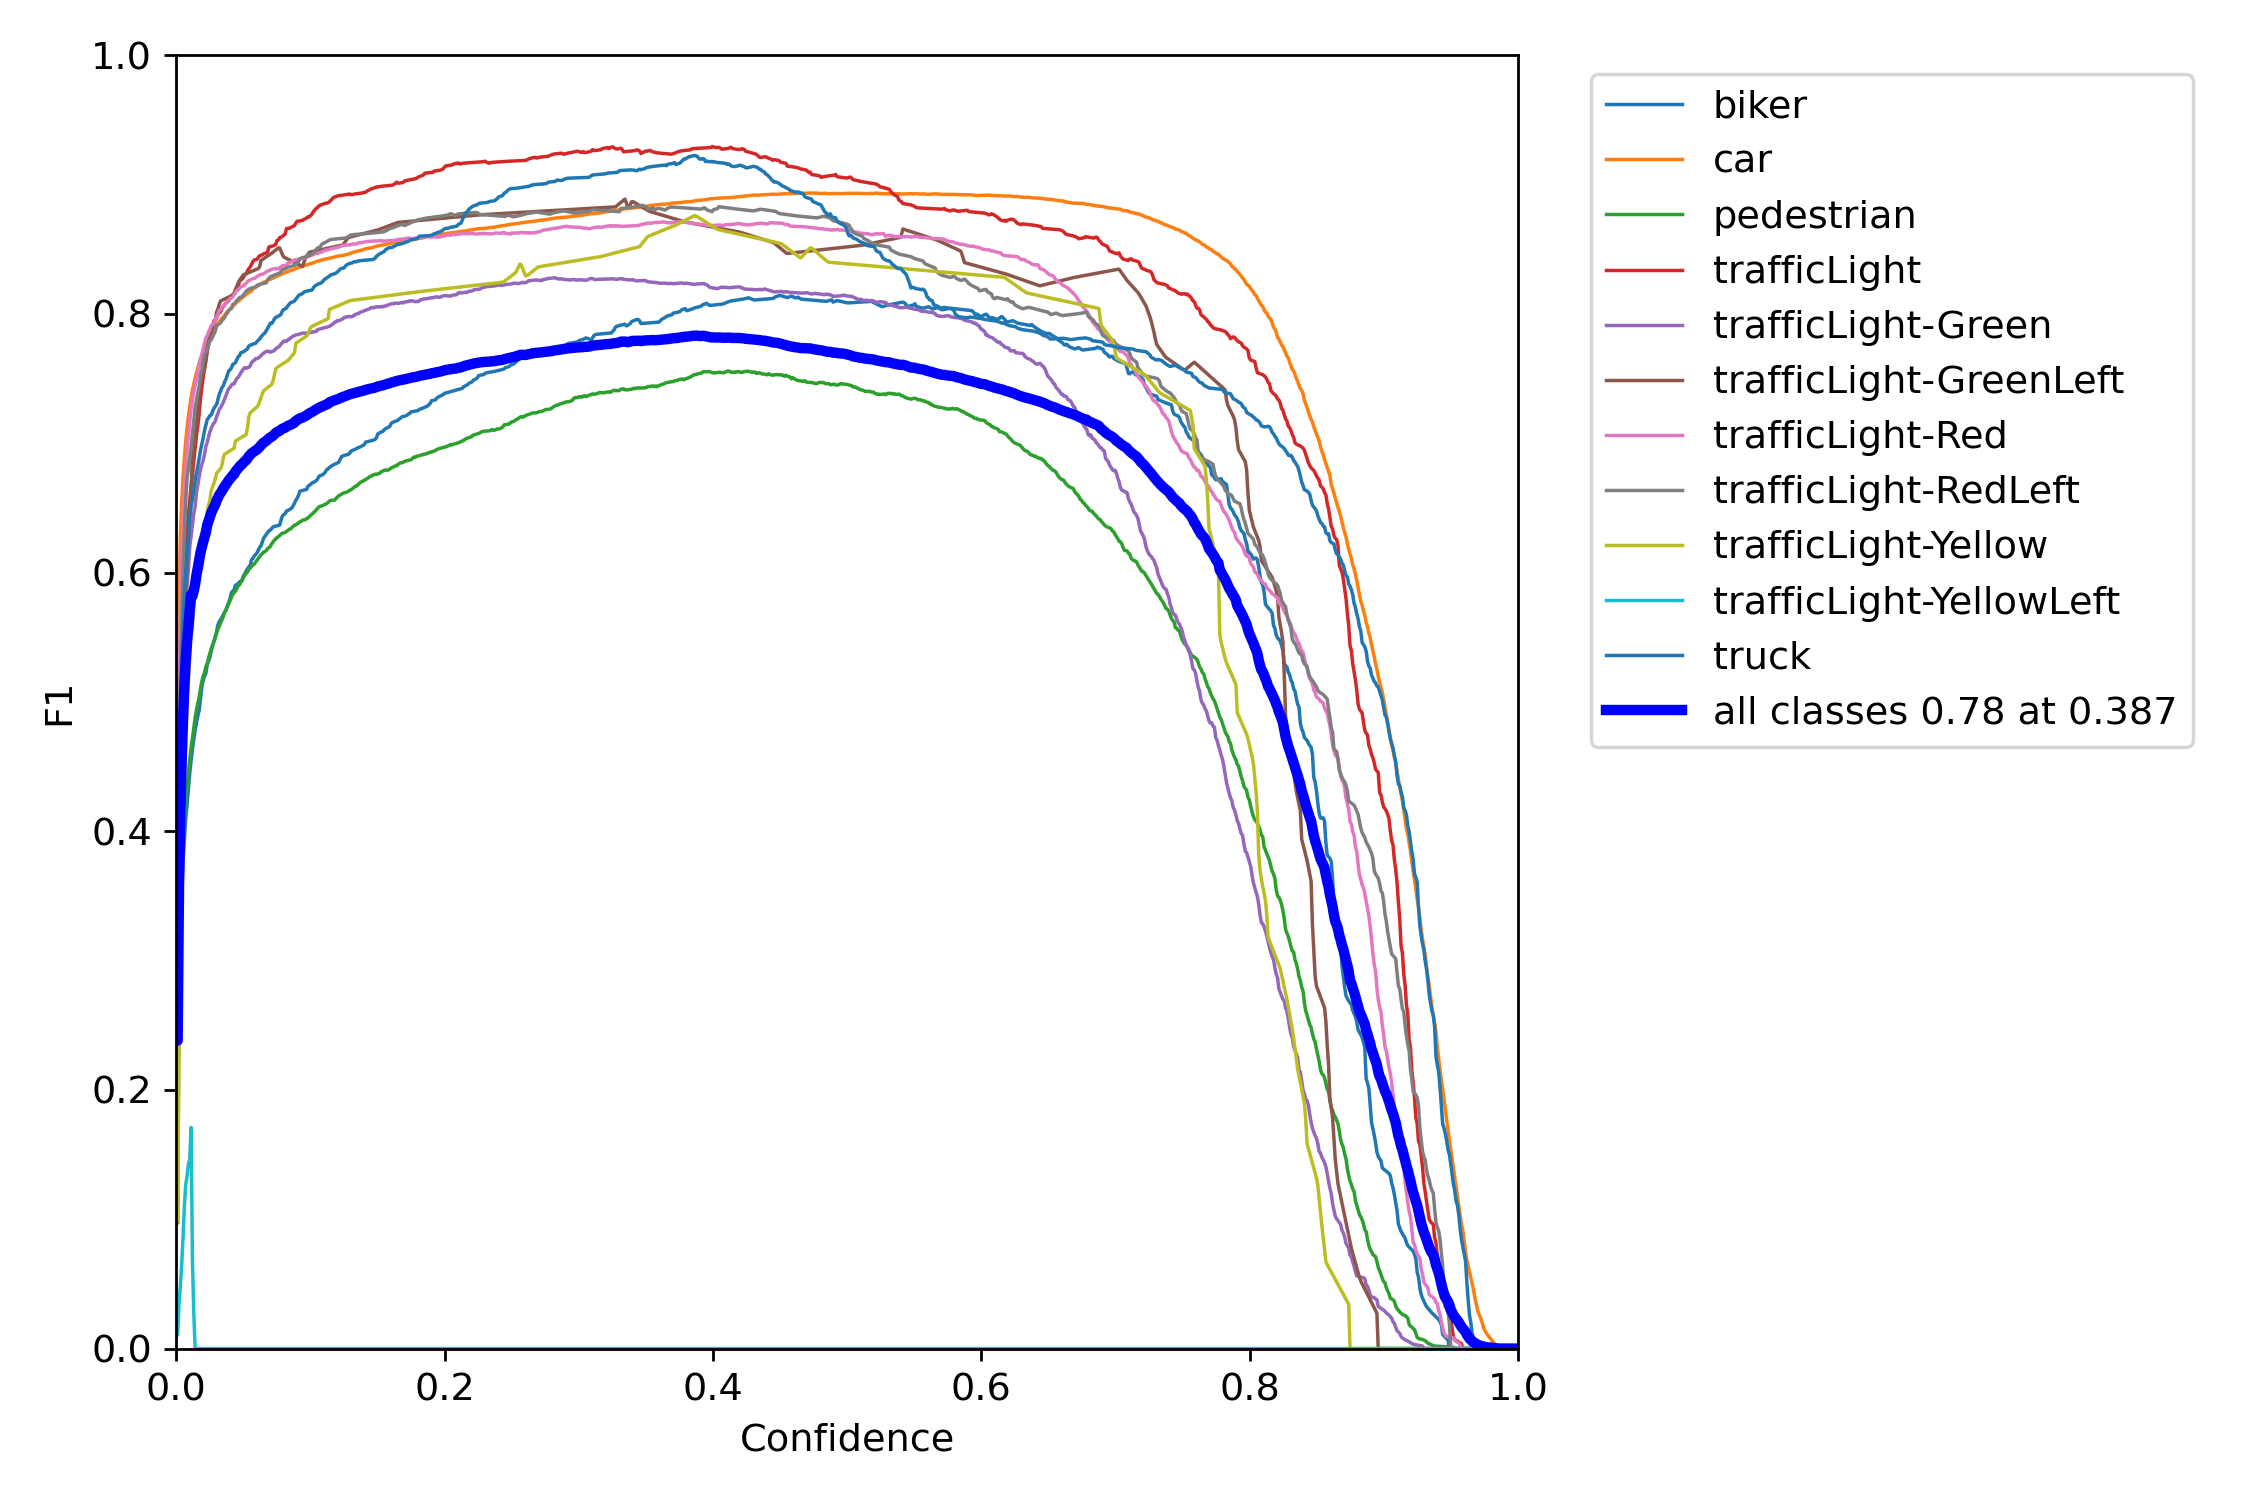 1.0
0.8
0.6
0.4
0.2
0.0
F1
0.0 0.2 0.4 0.6 0.8 1.0
Confidence
biker
car
pedestrian
trafficLight
trafficLight-Green
trafficLight-GreenLeft
trafficLight-Red
trafficLight-RedLeft
trafficLight-Yellow
trafficLight-YellowLeft
truck
all classes 0.78 at 0.387